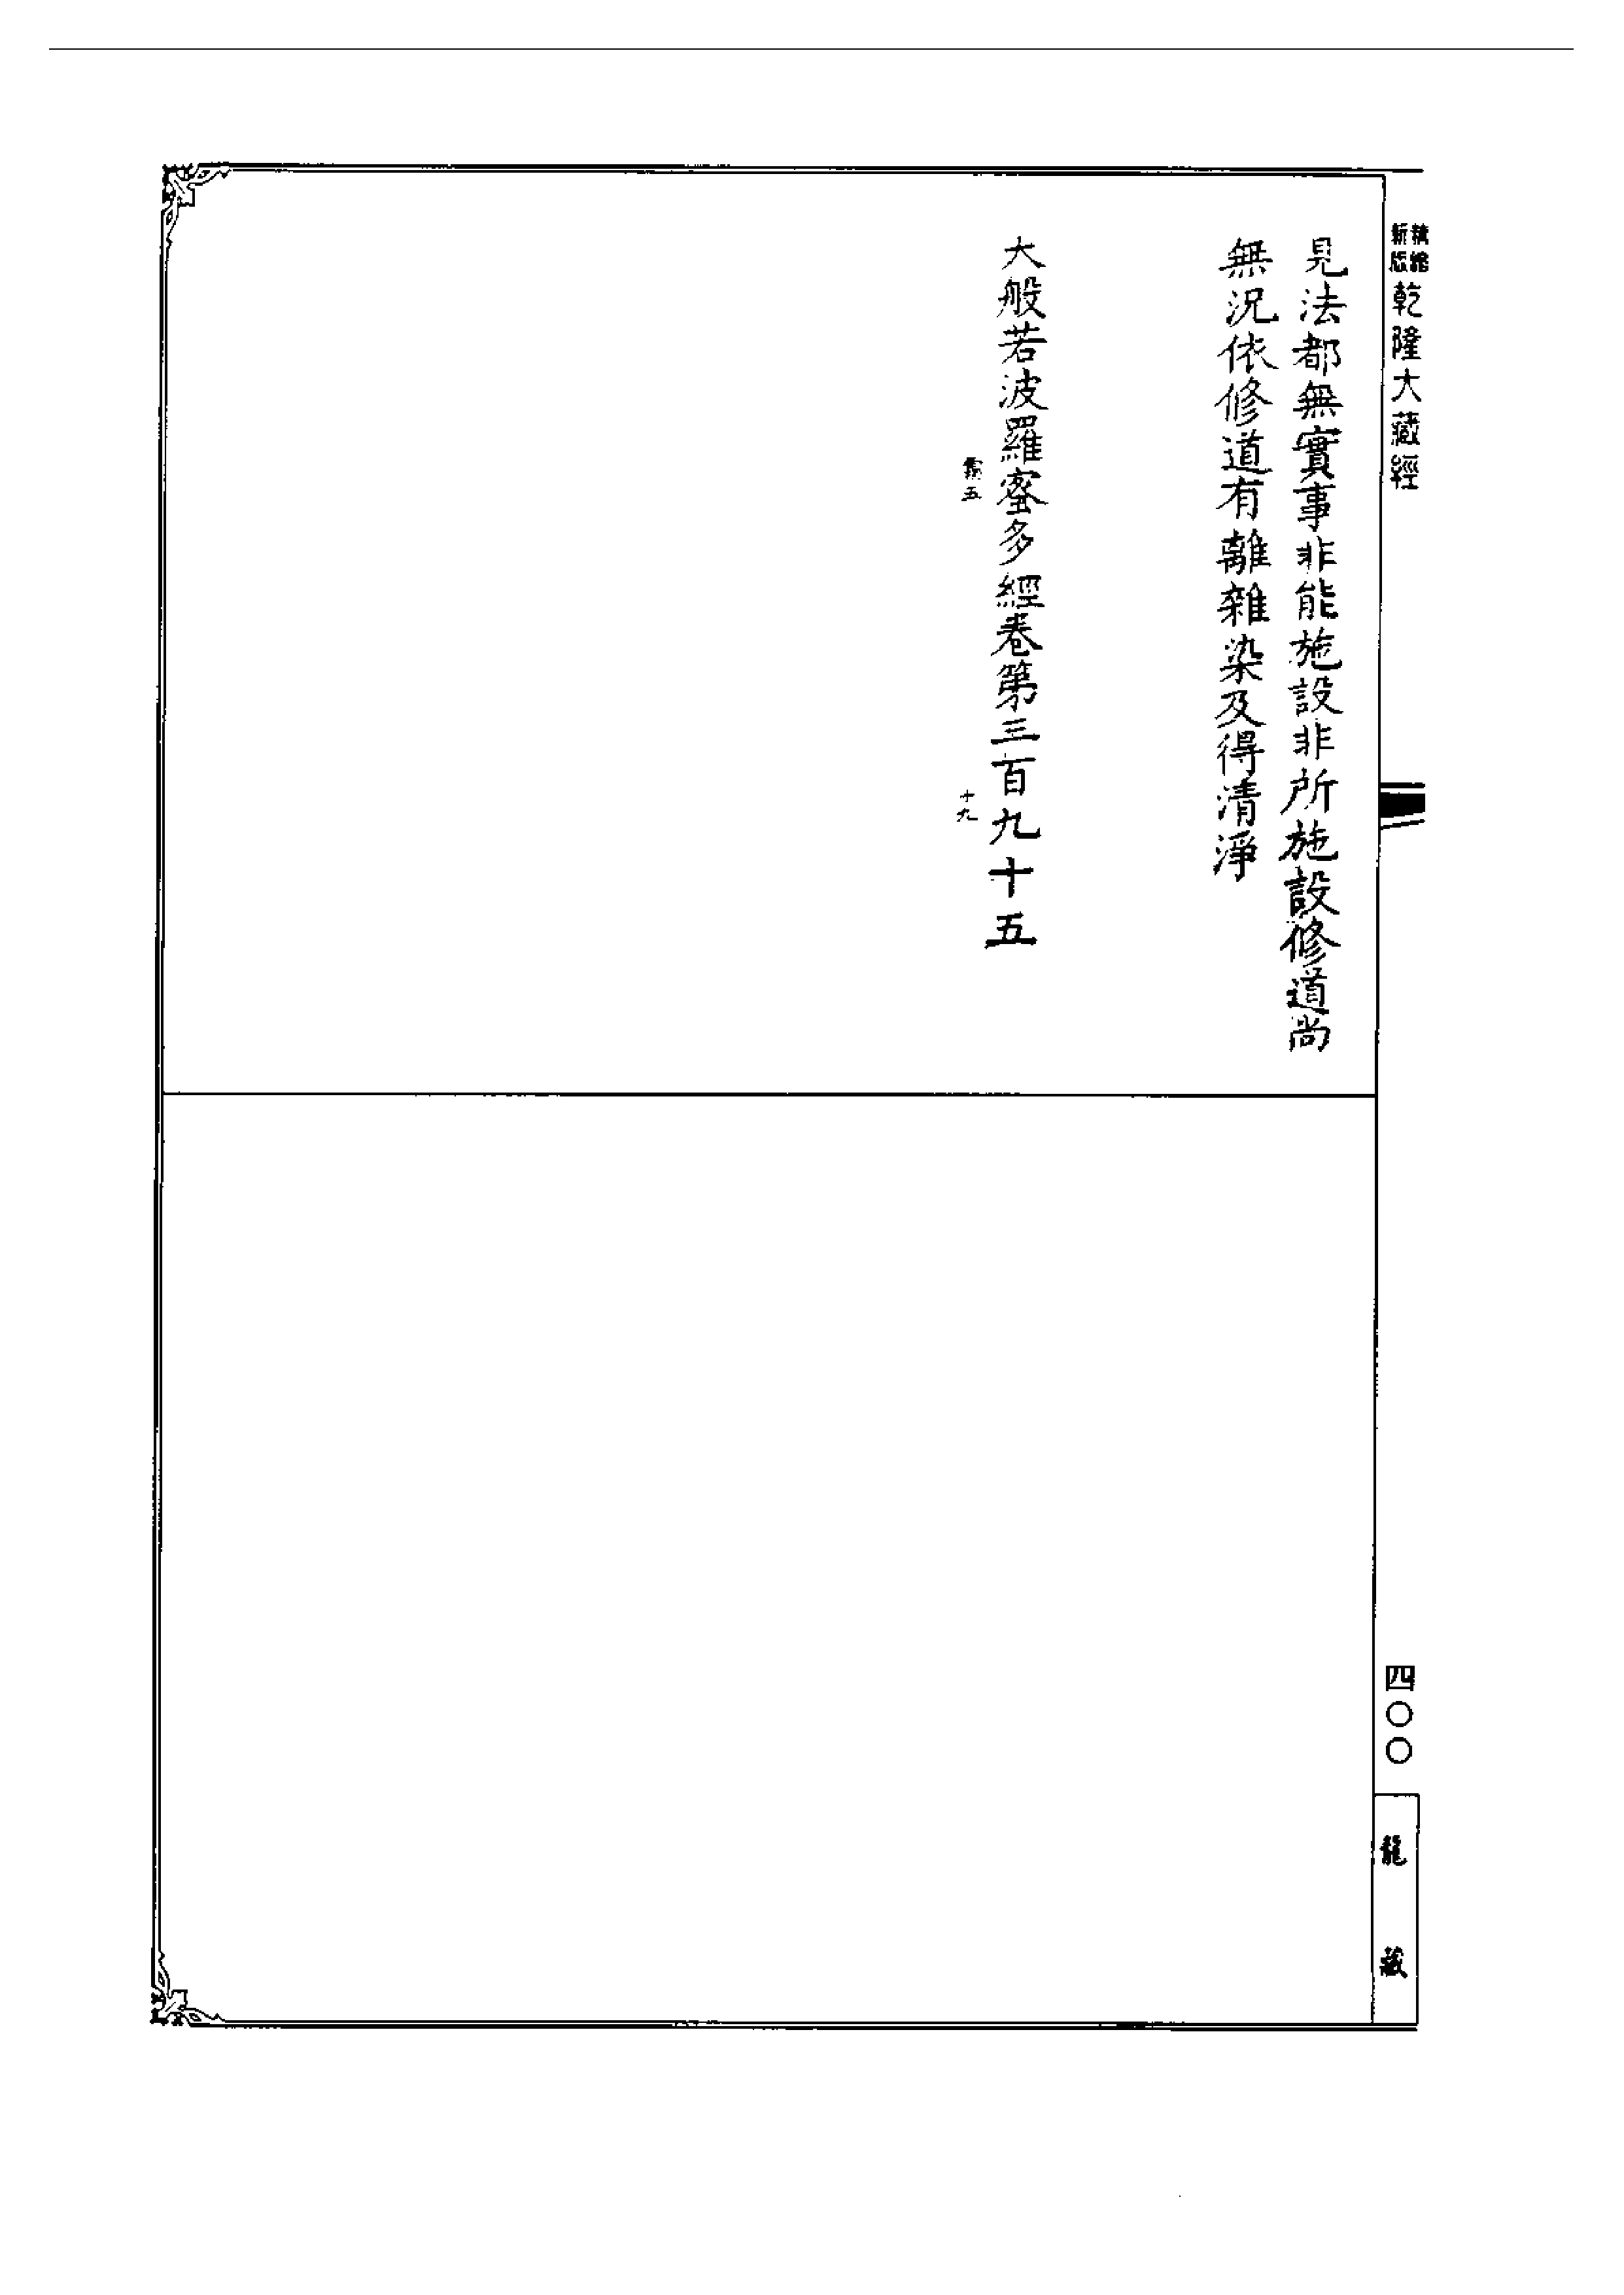 新版
精縮
乾隆大藏經
四〇〇
龍藏
見法都無實事非能施設非所施設修道尚
無況依修道有離雜染及得清淨
大般若波羅蜜多經卷第三百九十五
五
十九